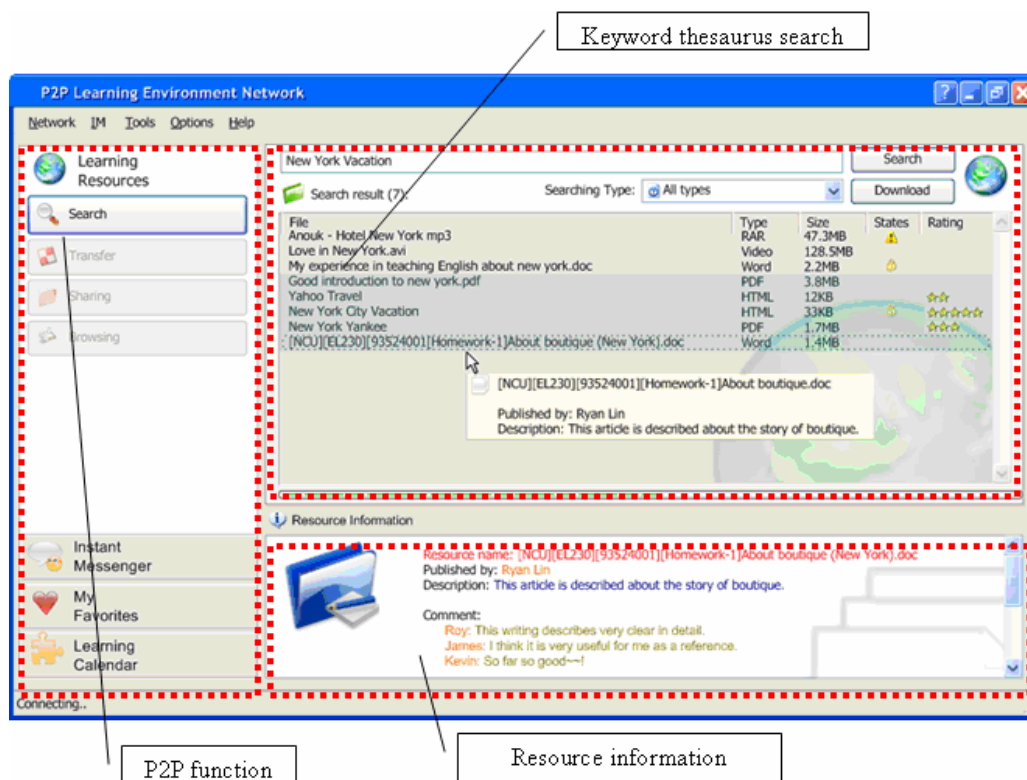 Keyword thesaurus search
P2P Learning Environment Network
Network IM Tools Options Help
Learning
Resources
Search
Transfer
Sharing
Browsing
Instant
Messenger
My
Favorites
Learning
Calendar
Connecting..
New York Vacation
Search
Search result (7):
Searching Type: All types
Download
File Type Size States Rating
Anouk - Hotel New York mp3 RAR 47.3MB
Love in New York.avi Video 128.5MB
My experience in teaching English about new york.doc Word 2.2MB
Good introduction to new york.pdf PDF 3.8MB
Yahoo Travel HTML 12KB
New York City Vacation HTML 33KB
New York Yankee PDF 1.7MB
[NCU][EL230][93524001[Homework-1]About boutique (New York).doc Word 1.4MB
[NCU][EL230][93524001][Homework-1]About boutique.doc
Published by: Ryan Lin
Description: This article is described about the story of boutique.
Resource Information
Resource name: [NCU][EL230][93524001][Homework-1]About boutique (New York).doc
Published by: Ryan Lin
Description: This article is described about the story of boutique.
Comment:
Roy: This writing describes very clear in detail.
James: I think it is very useful for me as a reference.
Kevin: So far so good~~!
P2P function
Resource information